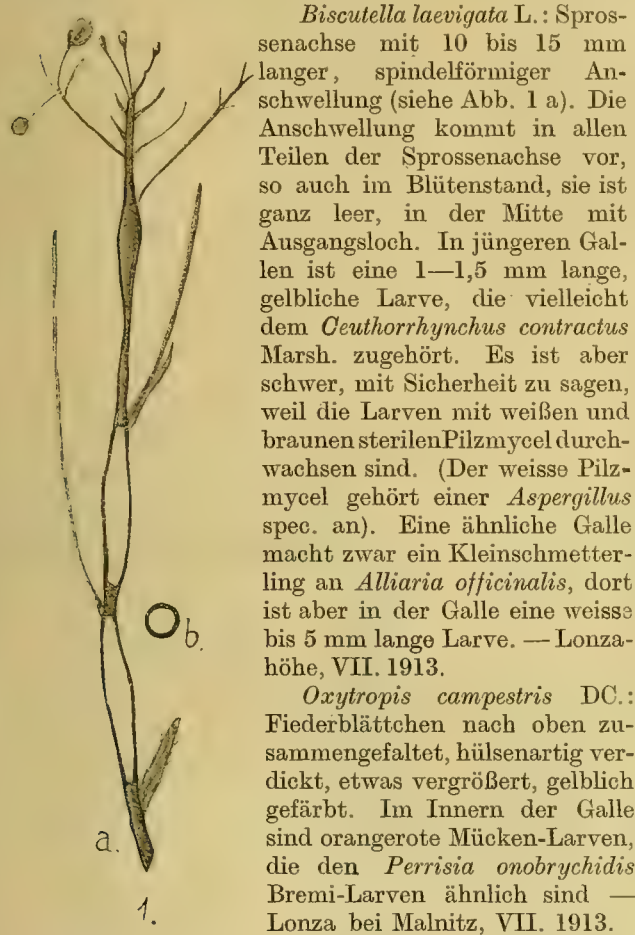 Biscutella laevigata L.: Spros-
senachse mit 10 bis 15 mm
langer, spindelförmiger An-
schwellung (siehe Abb. 1 a). Die
Anschwellung kommt in allen
Teilen der Sprossenachse vor,
so auch im Blütenstand, sie ist
ganz leer, in der Mitte mit
Ausgangsloch. In jüngeren Gal-
len ist eine 1—1,5 mm lange,
gelbliche Larve, die vielleicht
dem Ceuthorrhynchus contractus
Marsh. zugehört. Es ist aber
schwer, mit Sicherheit zu sagen,
weil die Larven mit weißen und
braunen sterilen Pilzmycel durch-
wachsen sind. (Der weisse Pilz-
mycel gehört einer Aspergillus
spec. an). Eine ähnliche Galle
macht zwar ein Kleinschmetter-
ling an Alliaria officinalis, dort
ist aber in der Galle eine weisse
bis 5 mm lange Larve. — Lonza-
höhe, VII. 1913.
Oxytropis campestris DC.:
Fiederblättchen nach oben zu-
sammengefaltet, hülsenartig ver-
dickt, etwas vergrößert, gelblich
gefärbt. Im Innern der Galle
sind orangerote Mücken-Larven,
die den Perrisia onobrychidis
Bremi-Larven ähnlich sind —
Lonza bei Malnitz, VII. 1913.
b.
a.
1.